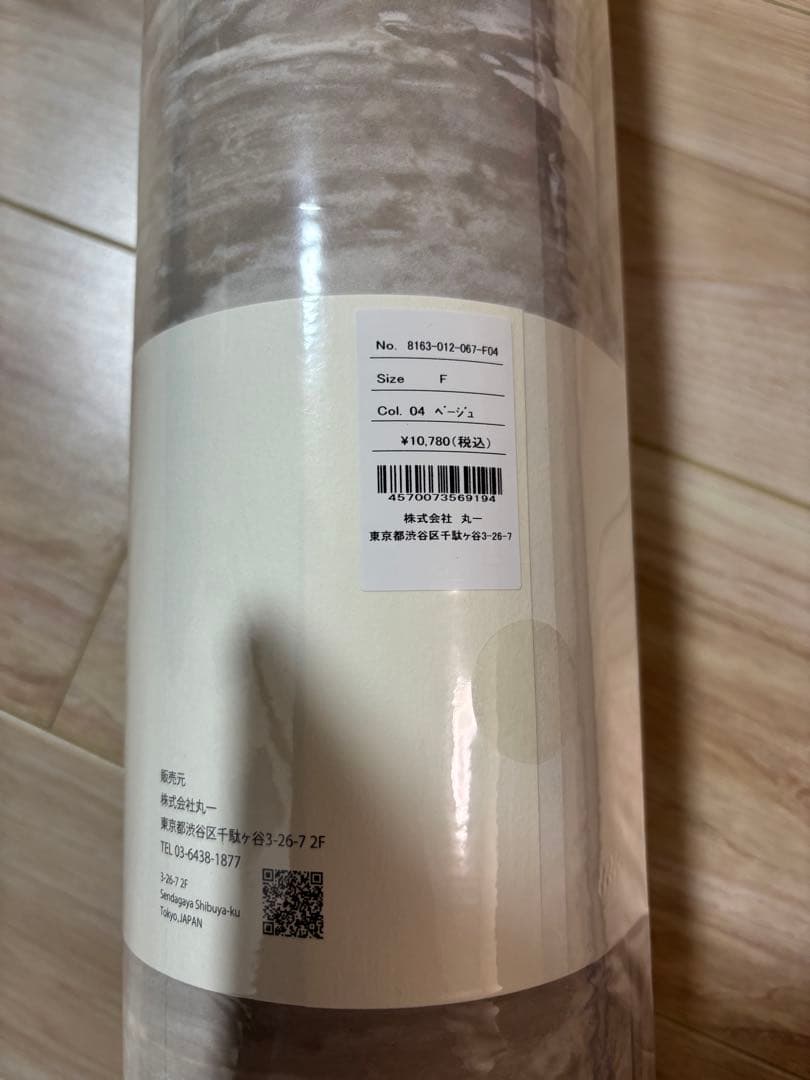 No. 8163-012-067-F04
Size F
Col. 04 ベージュ
¥10,780(税込)
4570073569194
株式会社 丸一
東京都渋谷区千駄ヶ谷3-26-7
販売元
株式会社丸一
東京都渋谷区千駄ヶ谷3-26-7 2F
TEL 03-6438-1877
3-26-7 2F
Sendagaya Shibuya-ku
Tokyo,JAPAN